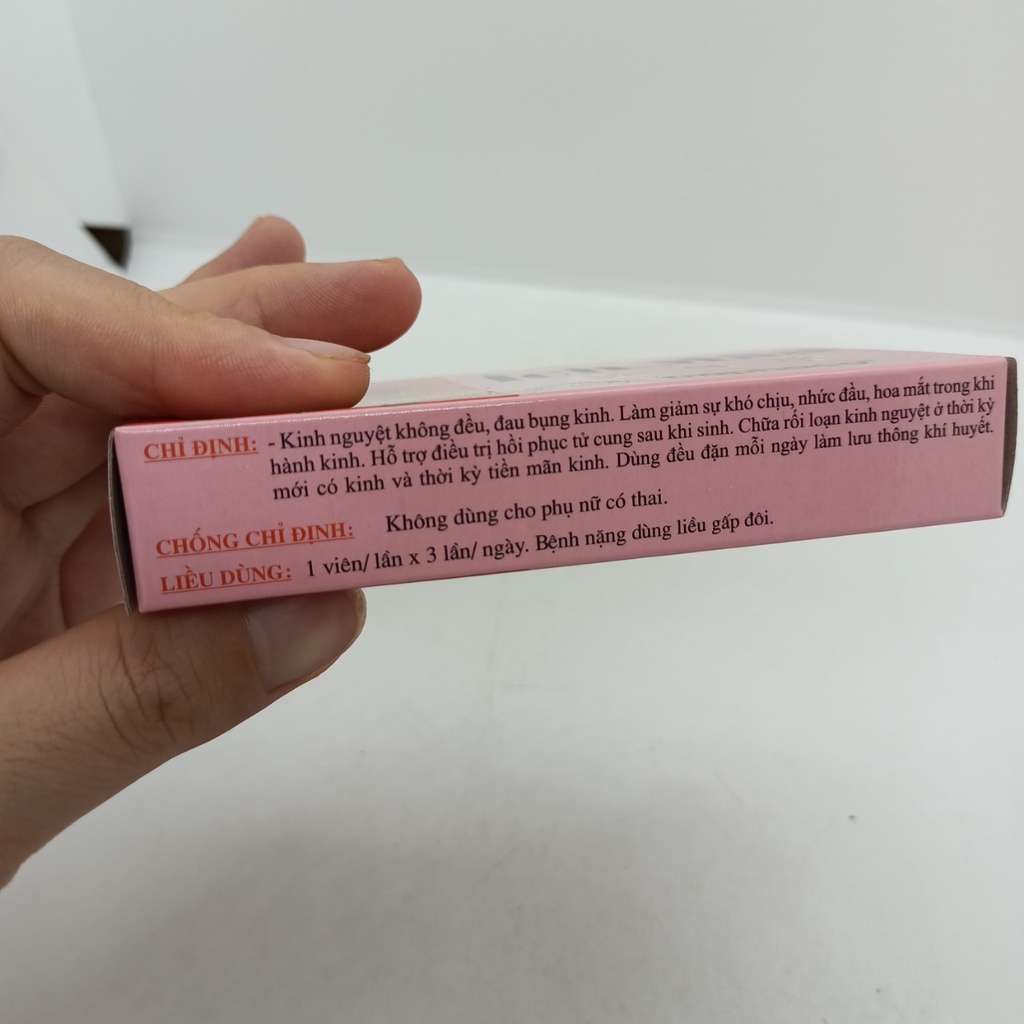 CHỈ ĐỊNH: - Kinh nguyệt không đều, đau bụng kinh. Làm giảm sự khó chịu, nhức đầu, hoa mắt trong khi
hành kinh. Hỗ trợ điều trị hồi phục tử cung sau khi sinh. Chữa rối loạn kinh nguyệt ở thời kỳ
mới có kinh và thời kỳ tiền mãn kinh. Dùng đều đặn mỗi ngày làm lưu thông khí huyết.
CHỐNG CHỈ ĐỊNH: Không dùng cho phụ nữ có thai.
LIỀU DÙNG: 1 viên/ lần x 3 lần/ ngày. Bệnh nặng dùng liều gấp đôi.